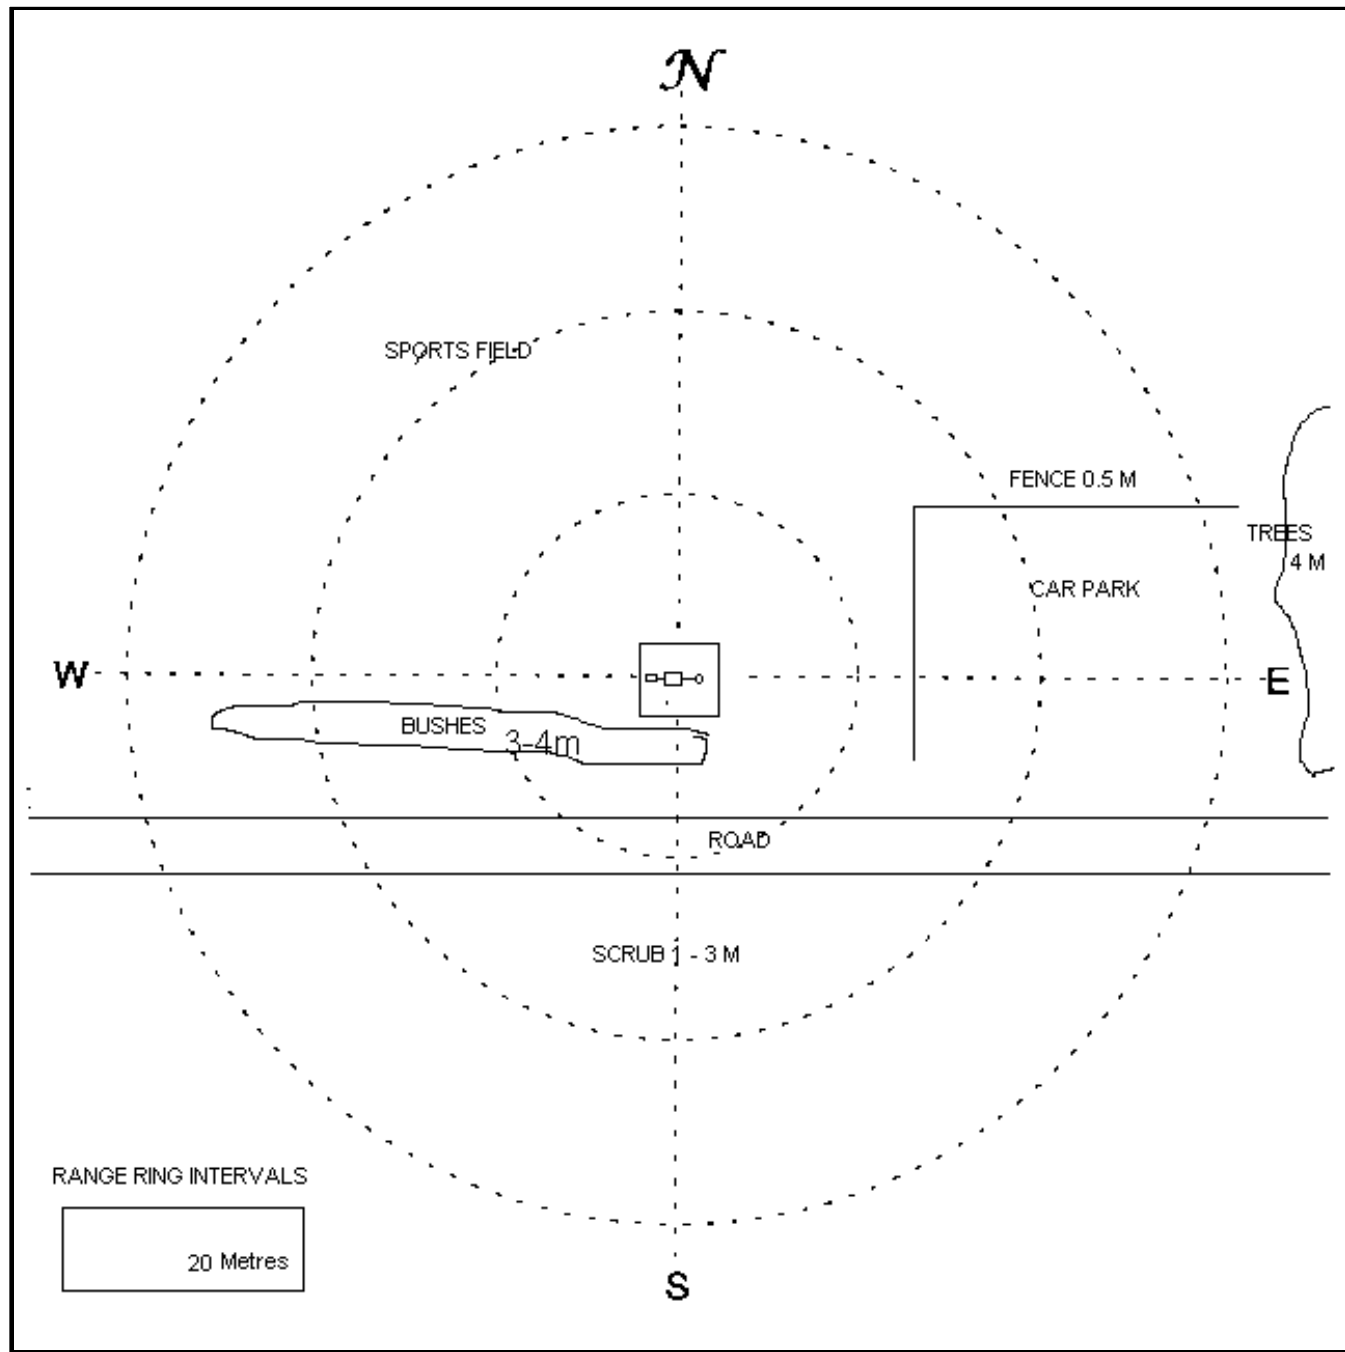 N
SPORTS FIELD
FENCE 0.5 M
TREES
4 M
CAR PARK
W
E
BUSHES
3-4m
ROAD
SCRUB 1 - 3 M
RANGE RING INTERVALS
20 Metres
S